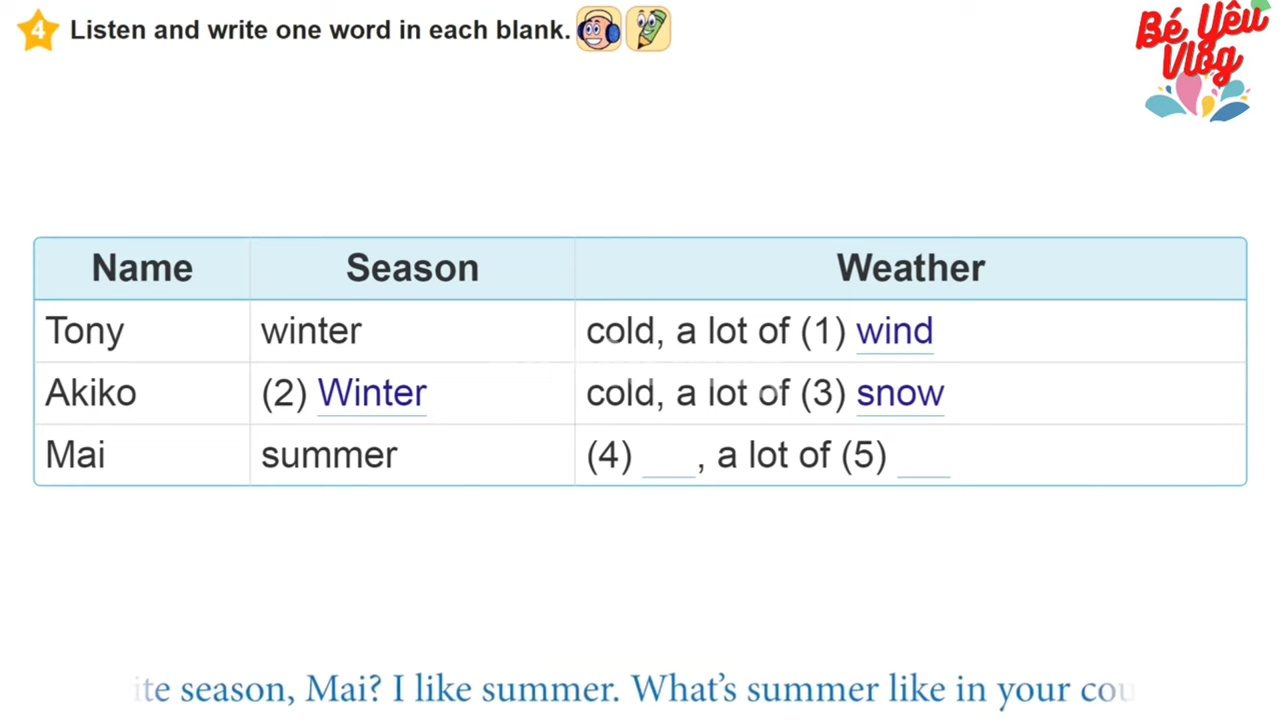 4 Listen and write one word in each blank.
Bé Yêu
Vlog
Name Season Weather
Tony winter cold, a lot of (1) wind
Akiko (2) Winter cold, a lot of (3) snow
Mai summer (4) ___, a lot of (5) ___
season, Mai? I like summer. What's summer like in your